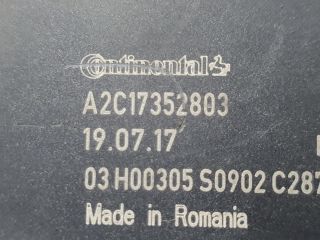 Continental
A2C17352803
19.07.17
03 H00305 S0902 C287
Made in Romania